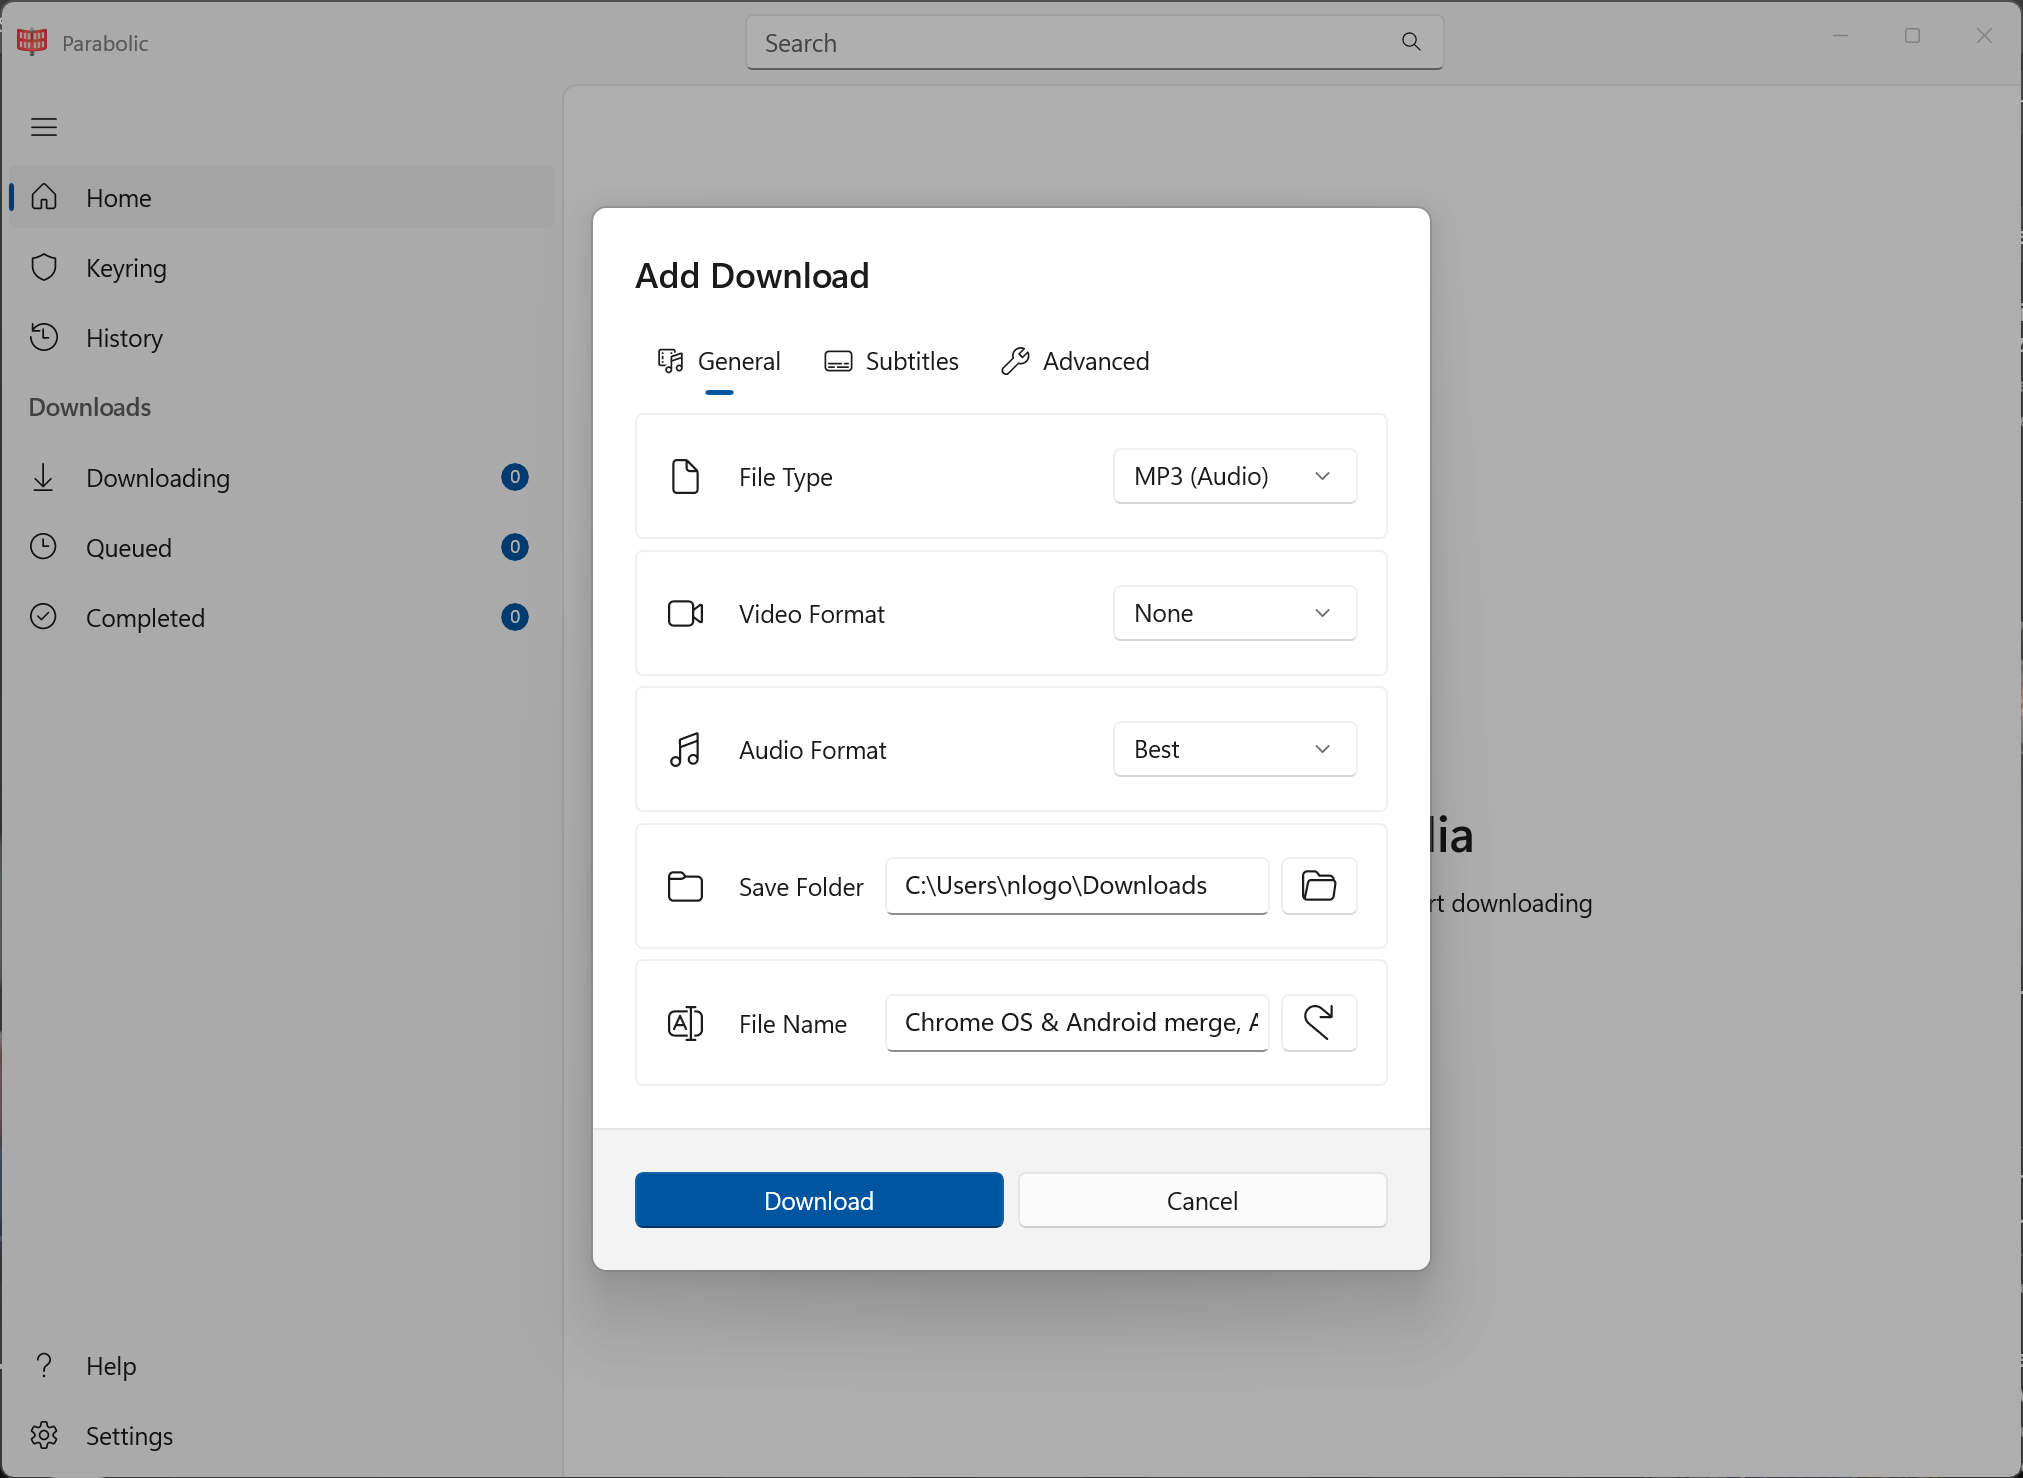 Parabolic
Search
Home
Keyring
History
Downloads
Downloading 0
Queued 0
Completed 0
Help
Settings
Add Download
General Subtitles Advanced
File Type MP3 (Audio)
Video Format None
Audio Format Best
Save Folder C:\Users\nlogo\Downloads
File Name Chrome OS & Android merge, A
Download Cancel
dia
rt downloading